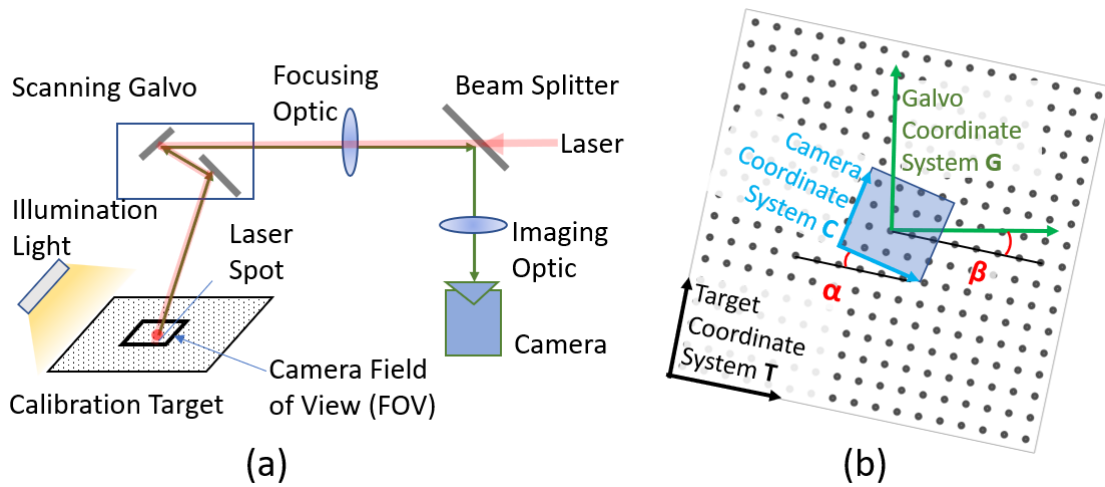 Scanning Galvo
Focusing
Optic
Beam Splitter
Laser
Illumination
Light
Laser
Spot
Imaging
Optic
Camera
Camera Field
of View (FOV)
Calibration Target
(a)
Galvo
Coordinate
System G
Camera
Coordinate
System C
α
β
Target
Coordinate
System T
(b)